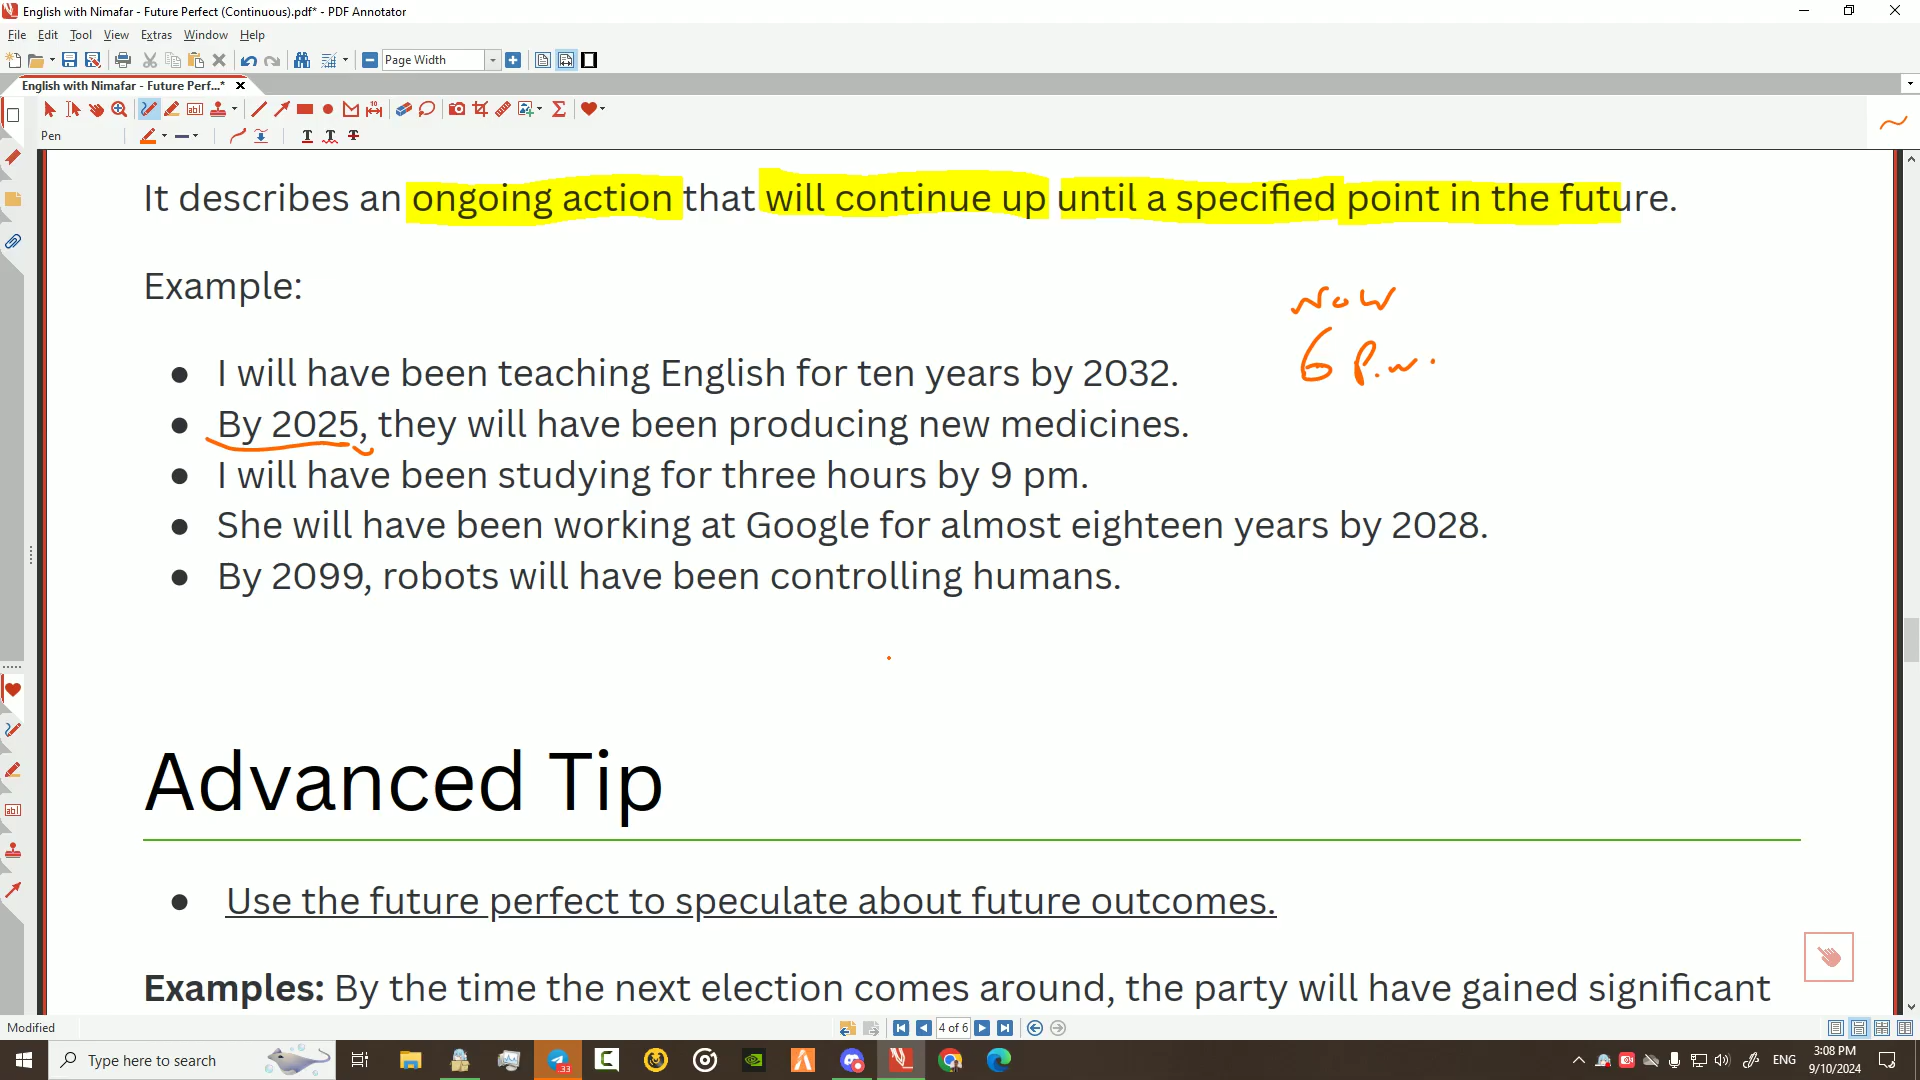 English with Nimafar - Future Perfect (Continuous).pdf* - PDF Annotator
File Edit Tool View Extras Window Help
Page Width
English with Nimafar - Future Perf...*
Pen
It describes an ongoing action that will continue up until a specified point in the future.
Example:
Now
6 P.m.
● I will have been teaching English for ten years by 2032.
● By 2025, they will have been producing new medicines.
● I will have been studying for three hours by 9 pm.
● She will have been working at Google for almost eighteen years by 2028.
● By 2099, robots will have been controlling humans.
Advanced Tip
● Use the future perfect to speculate about future outcomes.
Examples: By the time the next election comes around, the party will have gained significant
Modified
4 of 6
Type here to search
33
ENG
3:08 PM
9/10/2024